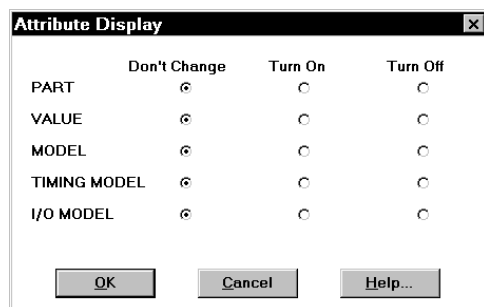 Attribute Display
Don't Change Turn On Turn Off
PART
VALUE
MODEL
TIMING MODEL
I/O MODEL
OK Cancel Help...